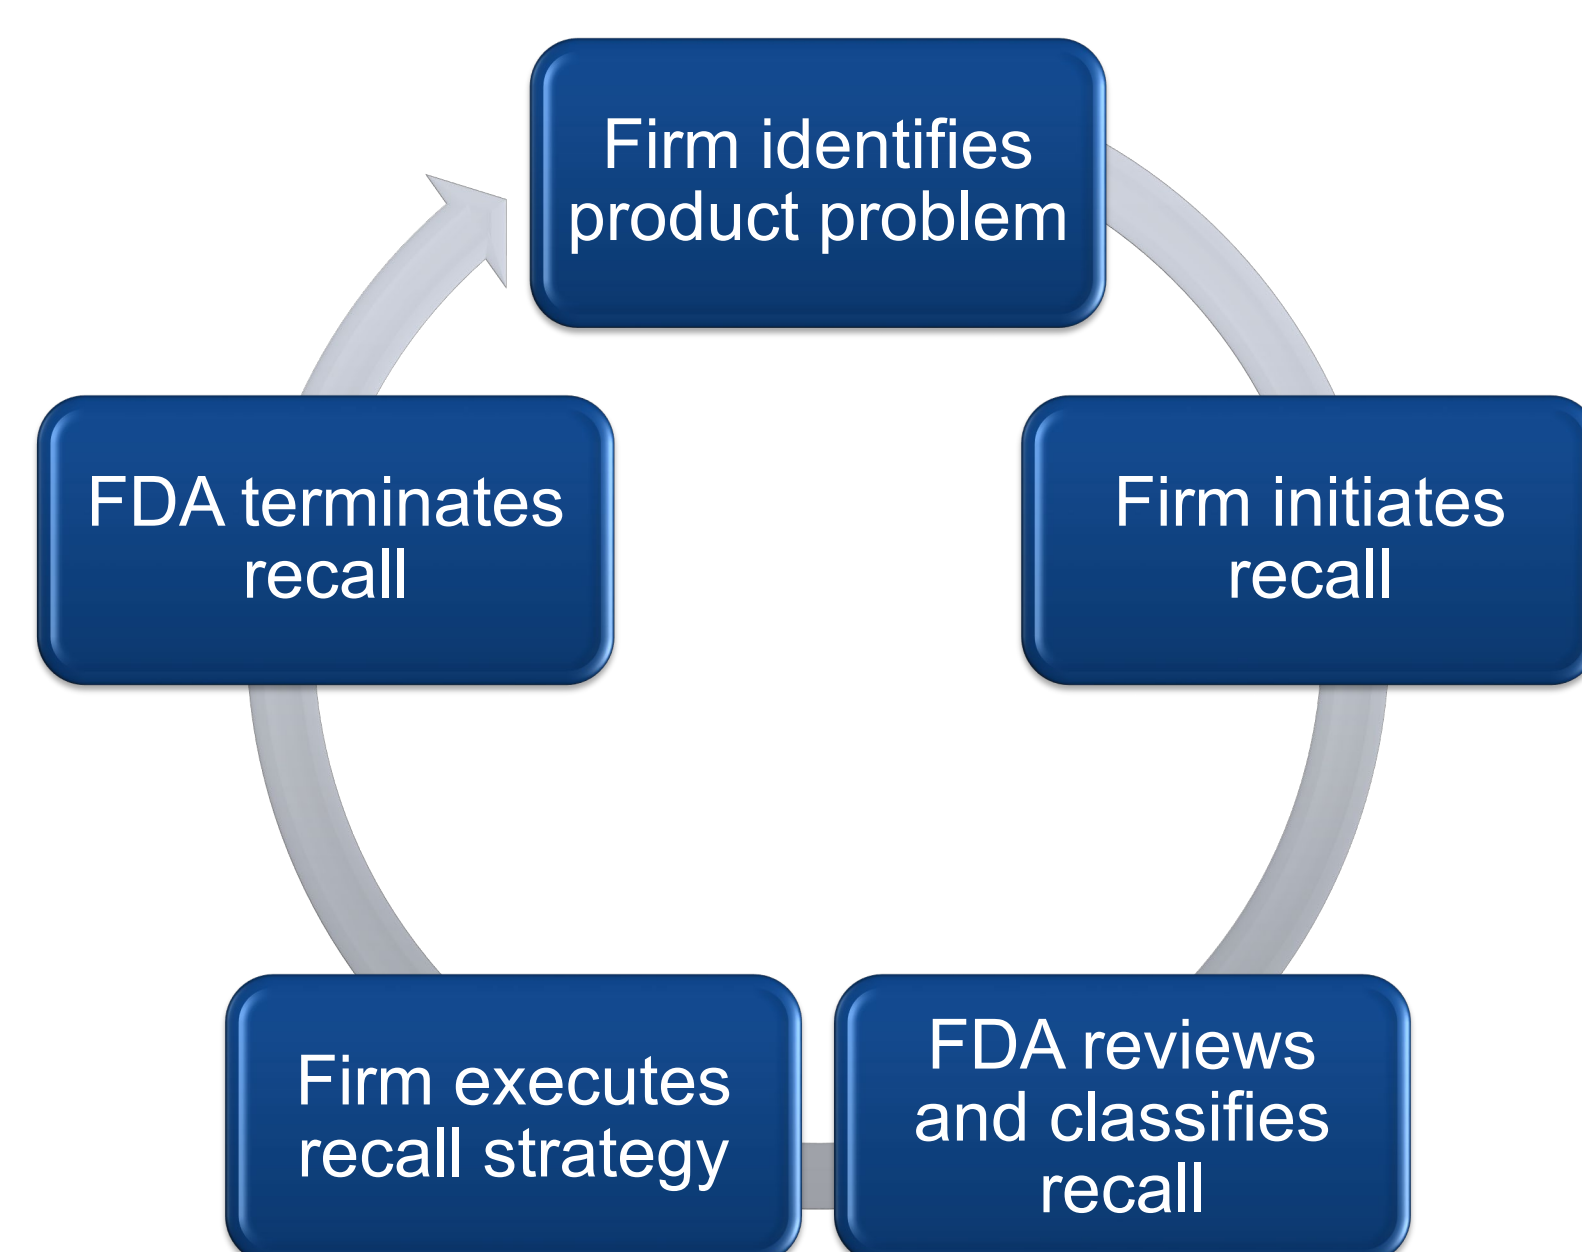 Firm identifies
product problem
Firm initiates
recall
FDA reviews
and classifies
recall
Firm executes
recall strategy
FDA terminates
recall